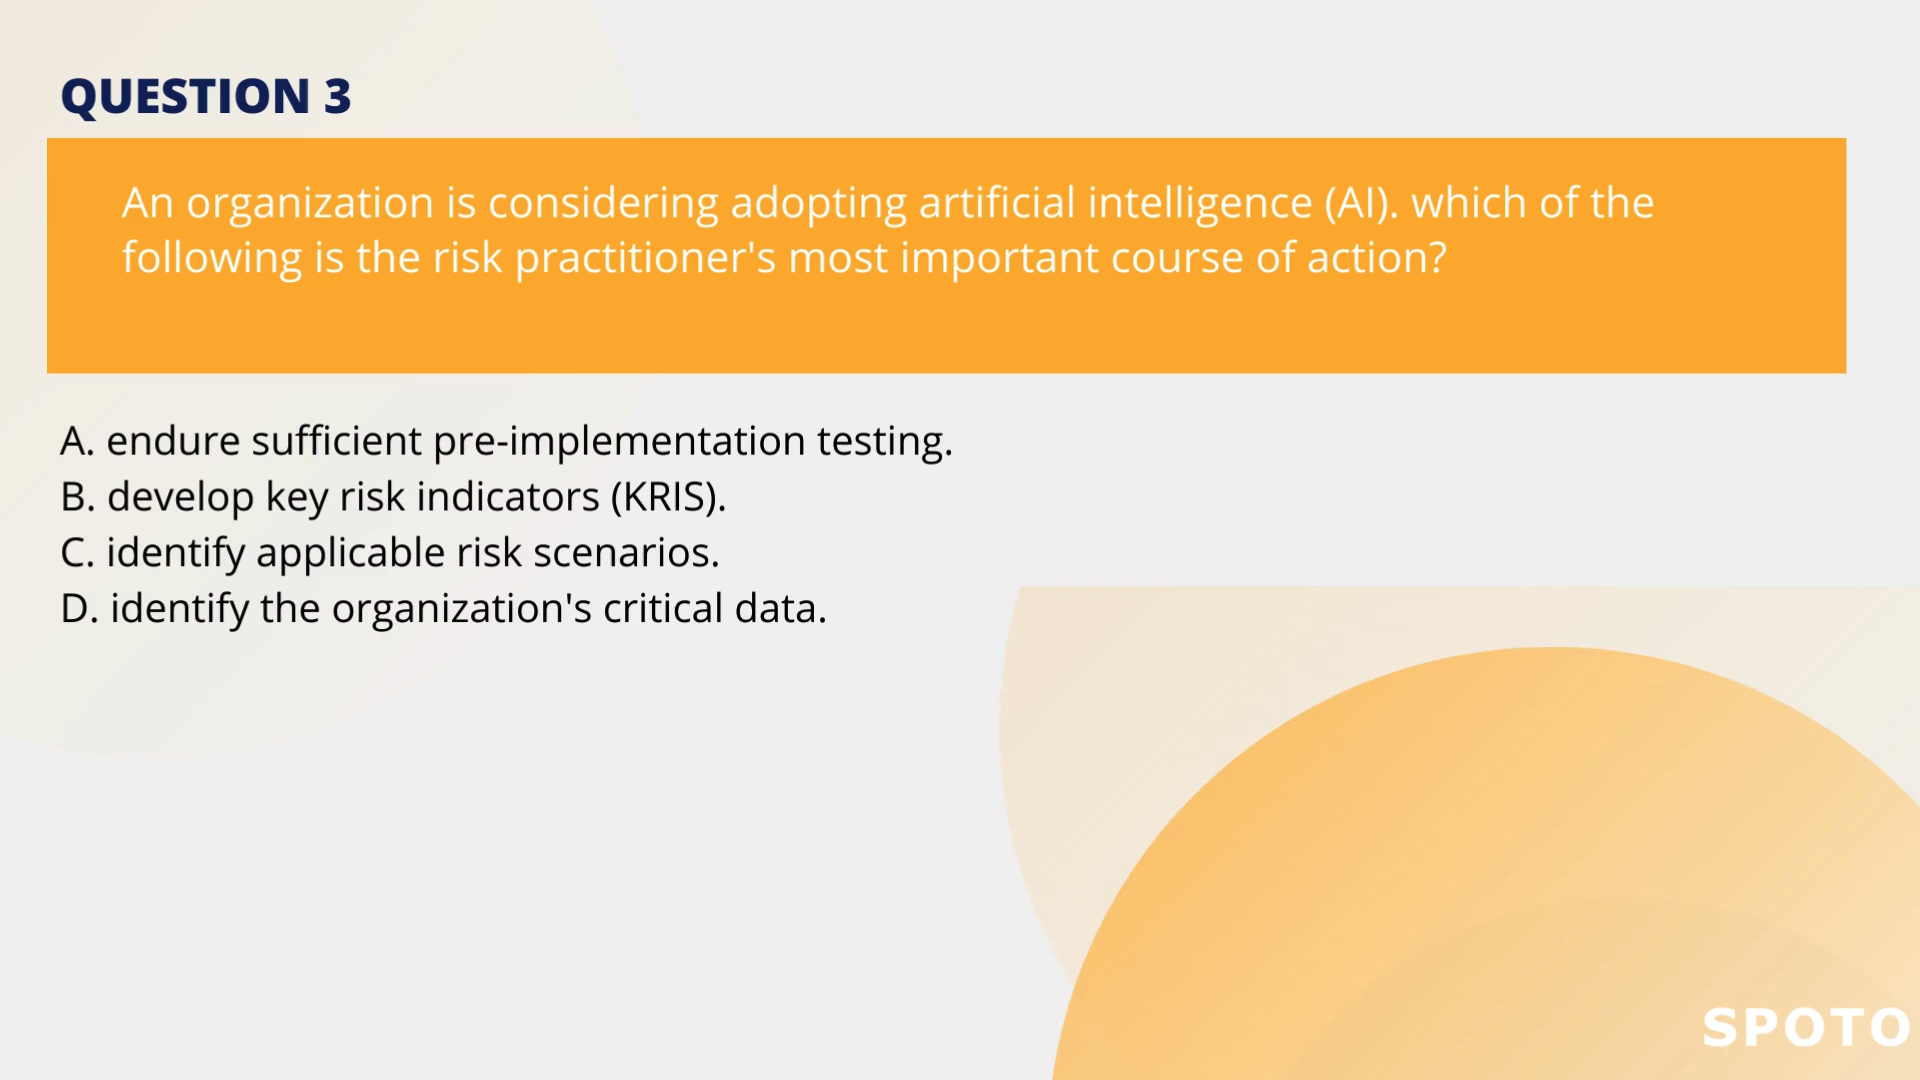 QUESTION 3
An organization is considering adopting artificial intelligence (AI). which of the
following is the risk practitioner's most important course of action?
A. endure sufficient pre-implementation testing.
B. develop key risk indicators (KRIS).
C. identify applicable risk scenarios.
D. identify the organization's critical data.
SPOTO